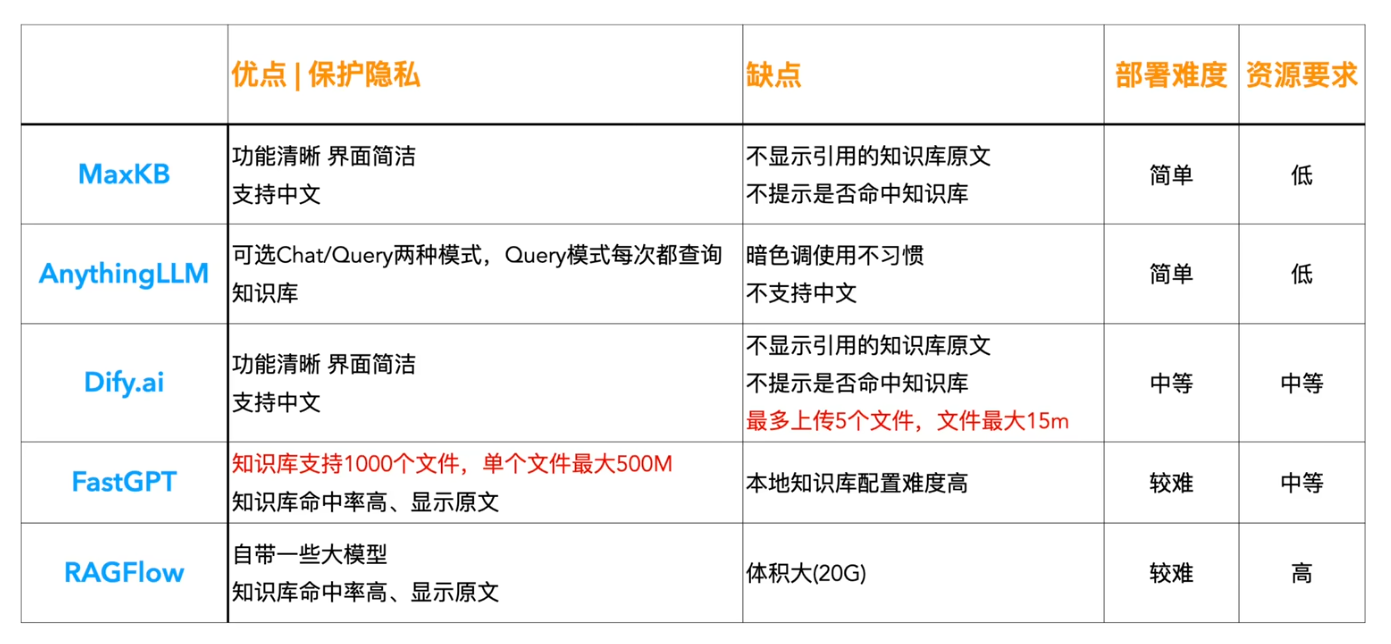 优点 | 保护隐私 缺点 部署难度 资源要求
MaxKB
功能清晰 界面简洁
支持中文
不显示引用的知识库原文
不提示是否命中知识库
简单
低
AnythingLLM
可选Chat/Query两种模式，Query模式每次都查询
知识库
暗色调使用不习惯
不支持中文
简单
低
Dify.ai
功能清晰 界面简洁
支持中文
不显示引用的知识库原文
不提示是否命中知识库
最多上传5个文件，文件最大15m
中等
中等
FastGPT
知识库支持1000个文件，单个文件最大500M
知识库命中率高、显示原文
本地知识库配置难度高
较难
中等
RAGFlow
自带一些大模型
知识库命中率高、显示原文
体积大(20G)
较难
高